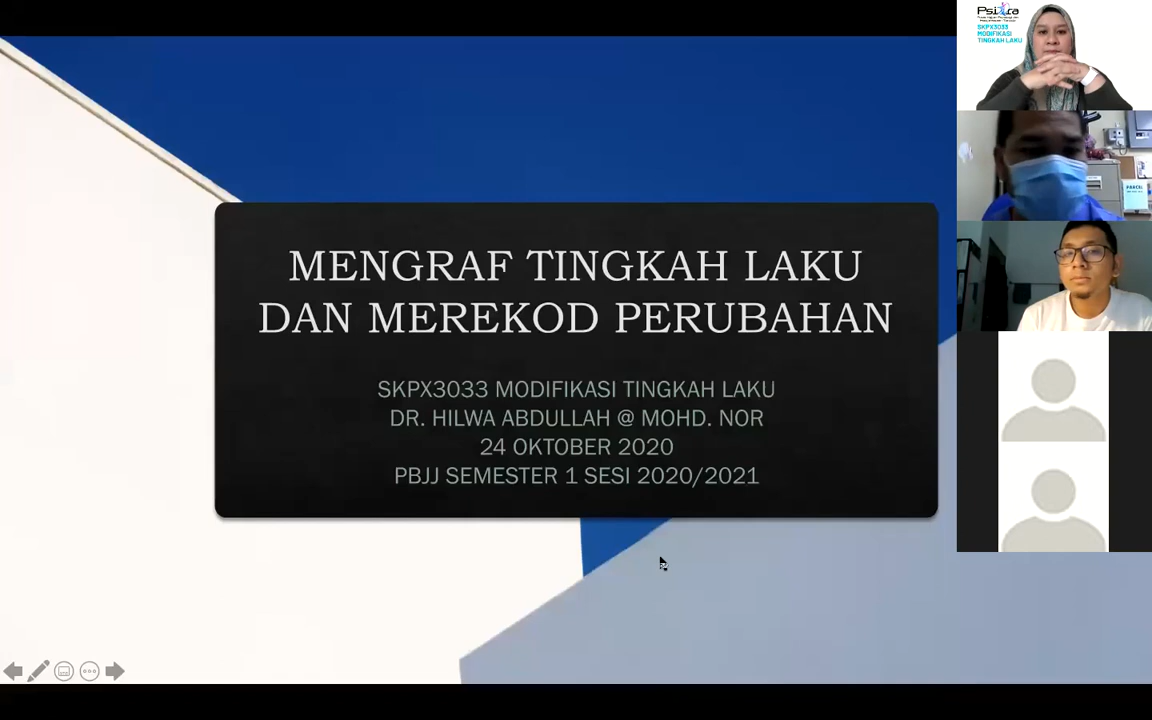 MENGRAF TINGKAH LAKU
DAN MEREKOD PERUBAHAN
SKPX3033 MODIFIKASI TINGKAH LAKU
DR. HILWA ABDULLAH @ MOHD. NOR
24 OKTOBER 2020
PBJJ SEMESTER 1 SESI 2020/2021
SKPX3033
MODIFIKASI
TINGKAH LAKU